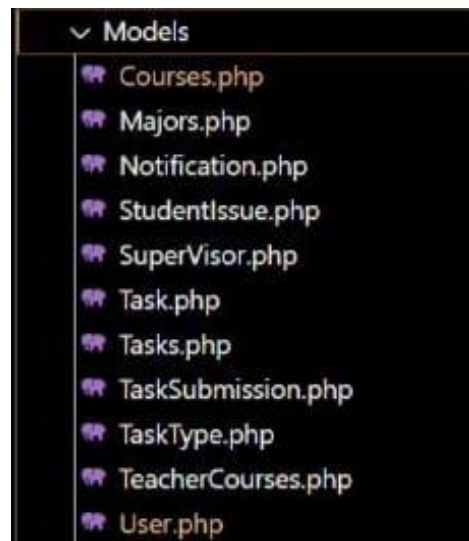 Models
Courses.php
Majors.php
Notification.php
StudentIssue.php
SuperVisor.php
Task.php
Tasks.php
TaskSubmission.php
TaskType.php
TeacherCourses.php
User.php